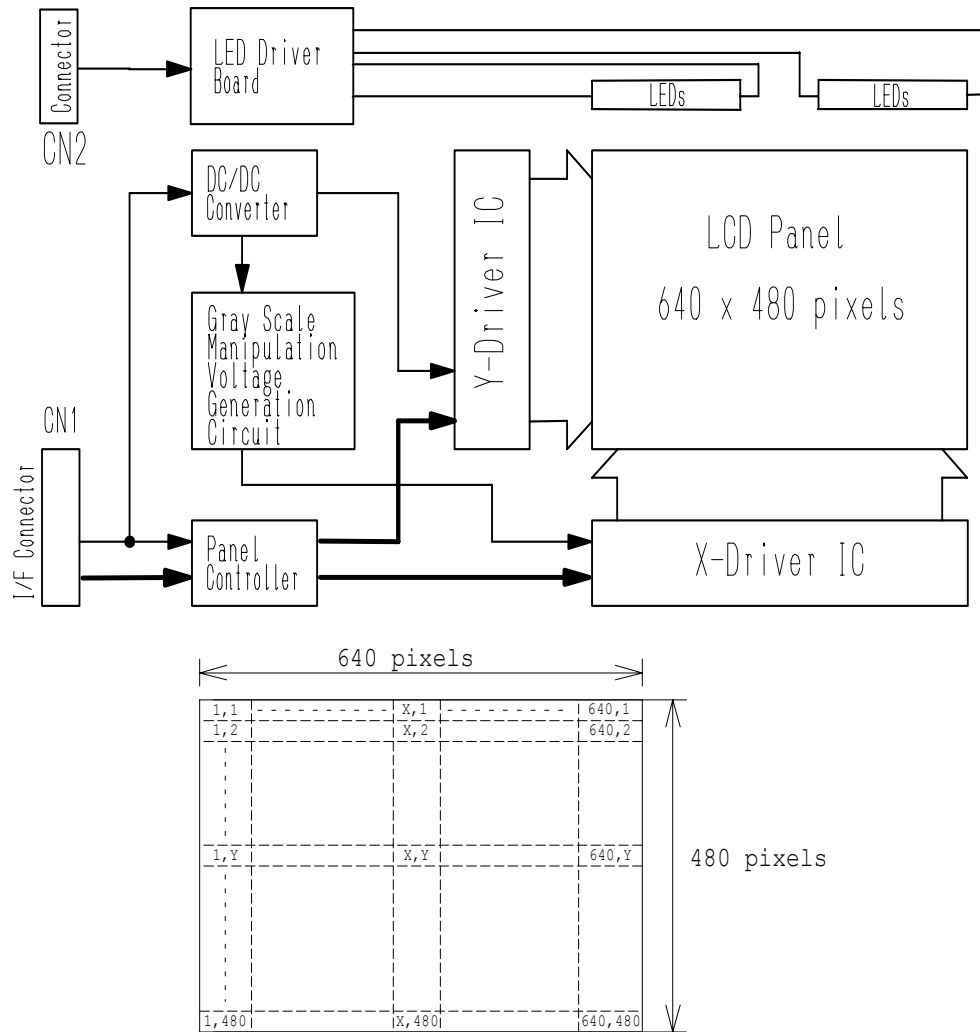 Connector
CN2
LED Driver
Board
LEDs
LEDs
DC/DC
Converter
Gray Scale
Manipulation
Voltage
Generation
Circuit
Y-Driver IC
LCD Panel
640 x 480 pixels
CN1
I/F Connector
Panel
Controller
X-Driver IC
640 pixels
1,1 X,1 640,1
1,2 X,2 640,2
1,Y X,Y 640,Y
480 pixels
1,480 X,480 640,480